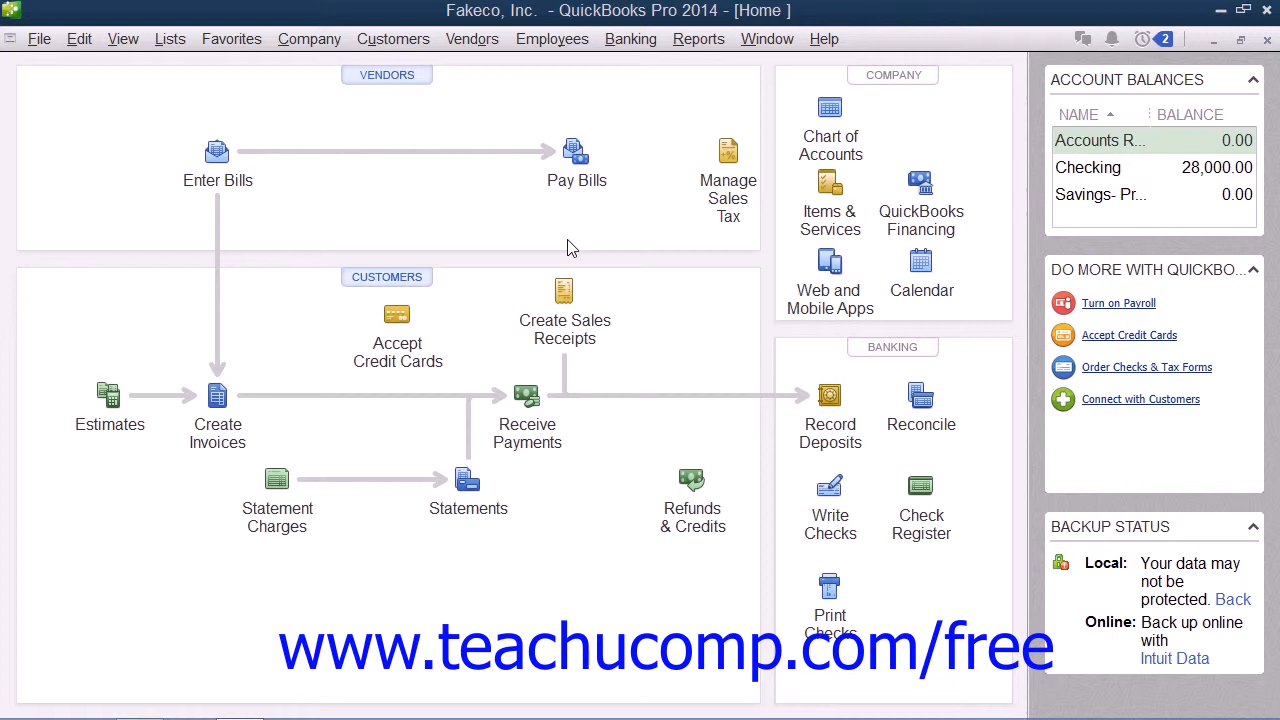 Fakeco, Inc. - QuickBooks Pro 2014 - [Home ]
File Edit View Lists Favorites Company Customers Vendors Employees Banking Reports Window Help
2
VENDORS
Enter Bills
Pay Bills
Manage
Sales
Tax
CUSTOMERS
Accept
Credit Cards
Create Sales
Receipts
Estimates
Create
Invoices
Receive
Payments
Statement
Charges
Statements
Refunds
& Credits
COMPANY
Chart of
Accounts
Items &
Services
QuickBooks
Financing
Web and
Mobile Apps
Calendar
BANKING
Record
Deposits
Reconcile
Write
Checks
Check
Register
Print
Checks
ACCOUNT BALANCES
NAME BALANCE
Accounts R... 0.00
Checking 28,000.00
Savings- Pr... 0.00
DO MORE WITH QUICKBO...
Turn on Payroll
Accept Credit Cards
Order Checks & Tax Forms
Connect with Customers
BACKUP STATUS
Local: Your data may
not be
protected. Back
Online: Back up online
with
Intuit Data
www.teachucomp.com/free